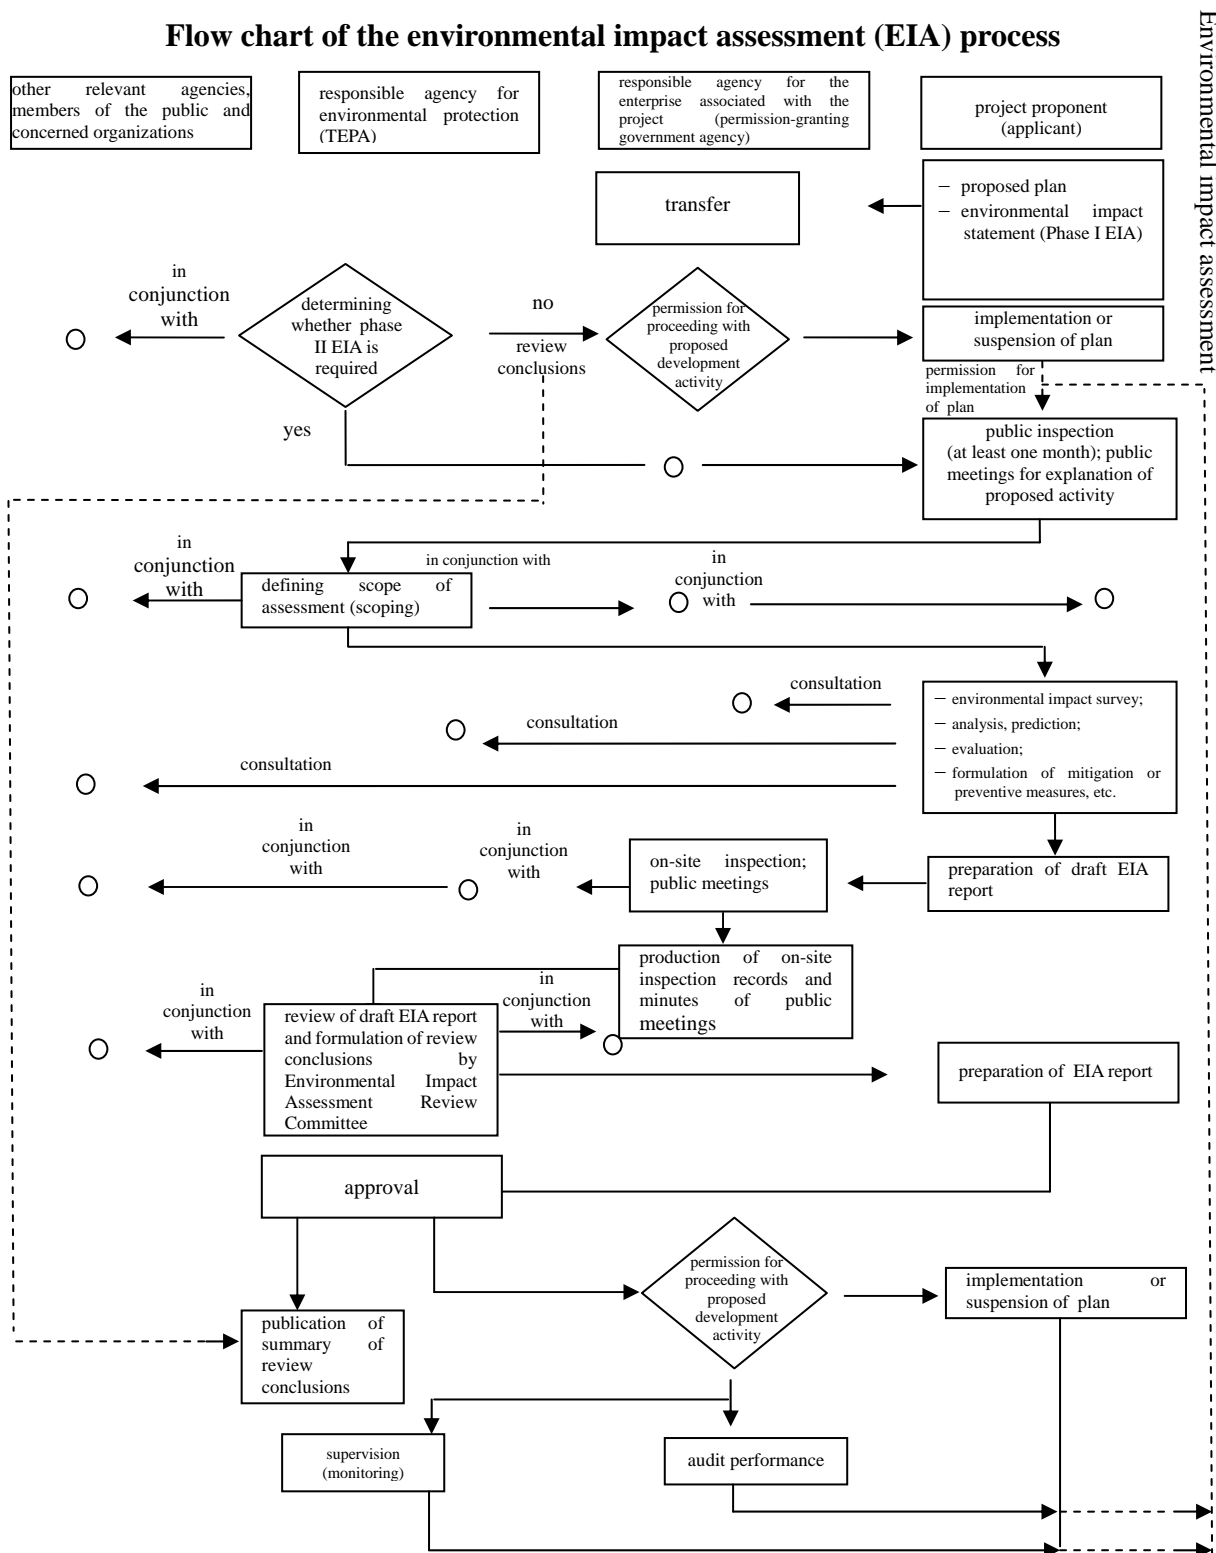 Flow chart of the environmental impact assessment (EIA) process
Environmental impact assessment
other relevant agencies,
members of the public and
concerned organizations
responsible agency for
environmental protection
(TEPA)
responsible agency for the
enterprise associated with the
project (permission-granting
government agency)
project proponent
(applicant)
transfer
– proposed plan
– environmental impact
statement (Phase I EIA)
in
conjunction
with
determining
whether phase
II EIA is
required
no
review
conclusions
permission for
proceeding with
proposed
development
activity
implementation or
suspension of plan
permission for
implementation
of plan
yes
public inspection
(at least one month); public
meetings for explanation of
proposed activity
in
conjunction
with
defining scope of
assessment (scoping)
in conjunction with
in
conjunction
with
consultation
consultation
consultation
– environmental impact survey;
– analysis, prediction;
– evaluation;
– formulation of mitigation or
preventive measures, etc.
in
conjunction
with
in
conjunction
with
on-site inspection;
public meetings
preparation of draft EIA
report
production of on-site
inspection records and
minutes of public
meetings
in
conjunction
with
review of draft EIA report
and formulation of review
conclusions by
Environmental Impact
Assessment Review
Committee
in
conjunction
with
preparation of EIA report
approval
permission for
proceeding with
proposed
development
activity
implementation or
suspension of plan
publication of
summary of
review
conclusions
supervision
(monitoring)
audit performance